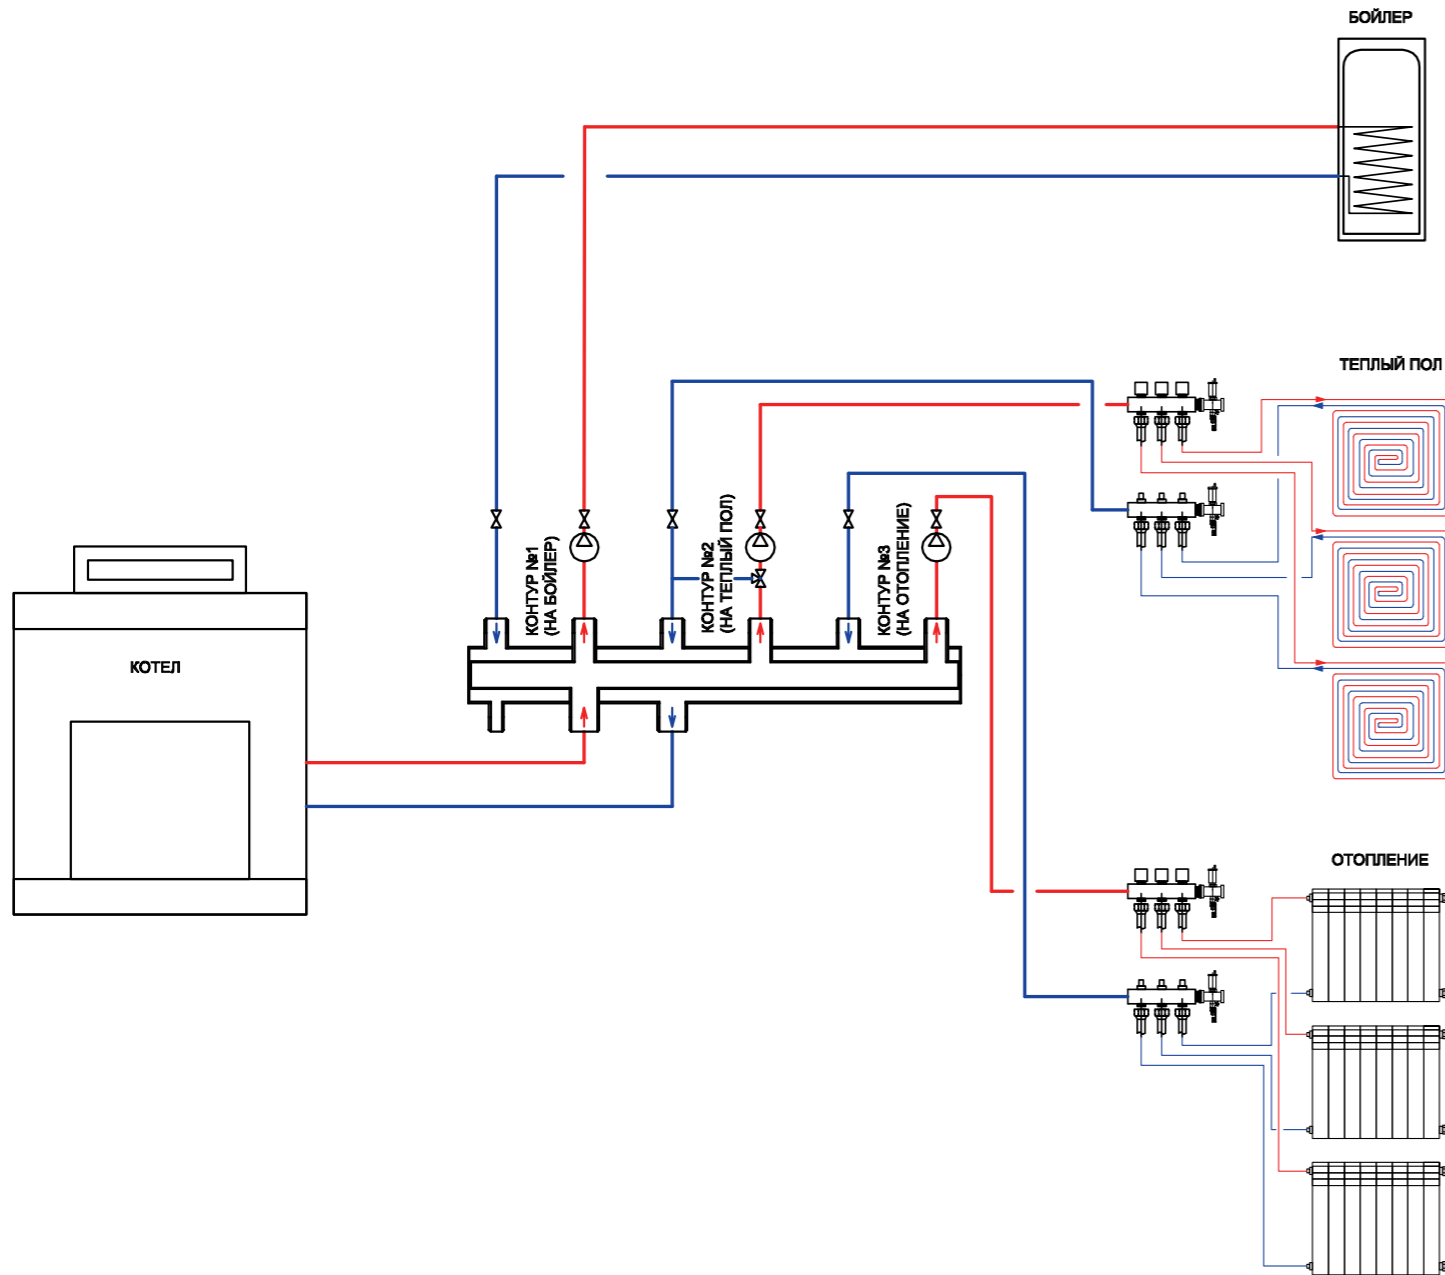 БОЙЛЕР
ТЕПЛЫЙ ПОЛ
КОНТУР №1
(НА БОЙЛЕР)
КОНТУР №2
(НА ТЕПЛЫЙ ПОЛ)
КОНТУР №3
(НА ОТОПЛЕНИЕ)
КОТЕЛ
ОТОПЛЕНИЕ